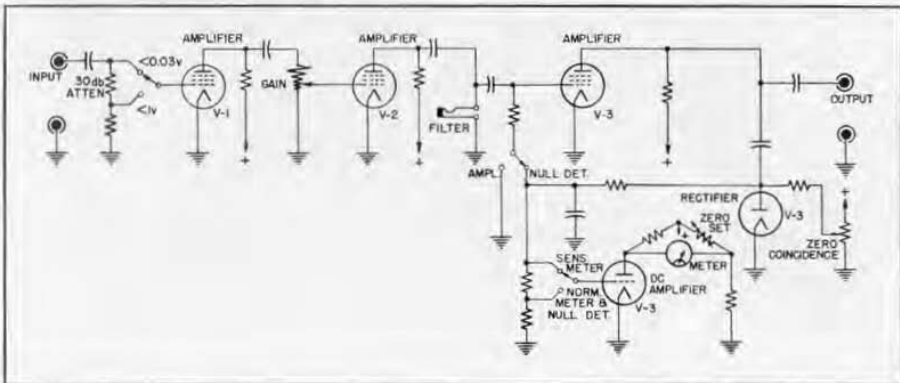 AMPLIFIER
AMPLIFIER
AMPLIFIER
INPUT
<0.03v
30db
ATTEN
<1v
V-1
GAIN
V-2
FILTER
V-3
OUTPUT
AMPL.
NULL DET.
RECTIFIER
V-3
ZERO
SET
ZERO
COINCIDENCE
SENS.
METER
METER
DC
AMPLIFIER
NORM.
METER &
NULL DET.
V-3
+
+
+
+
+